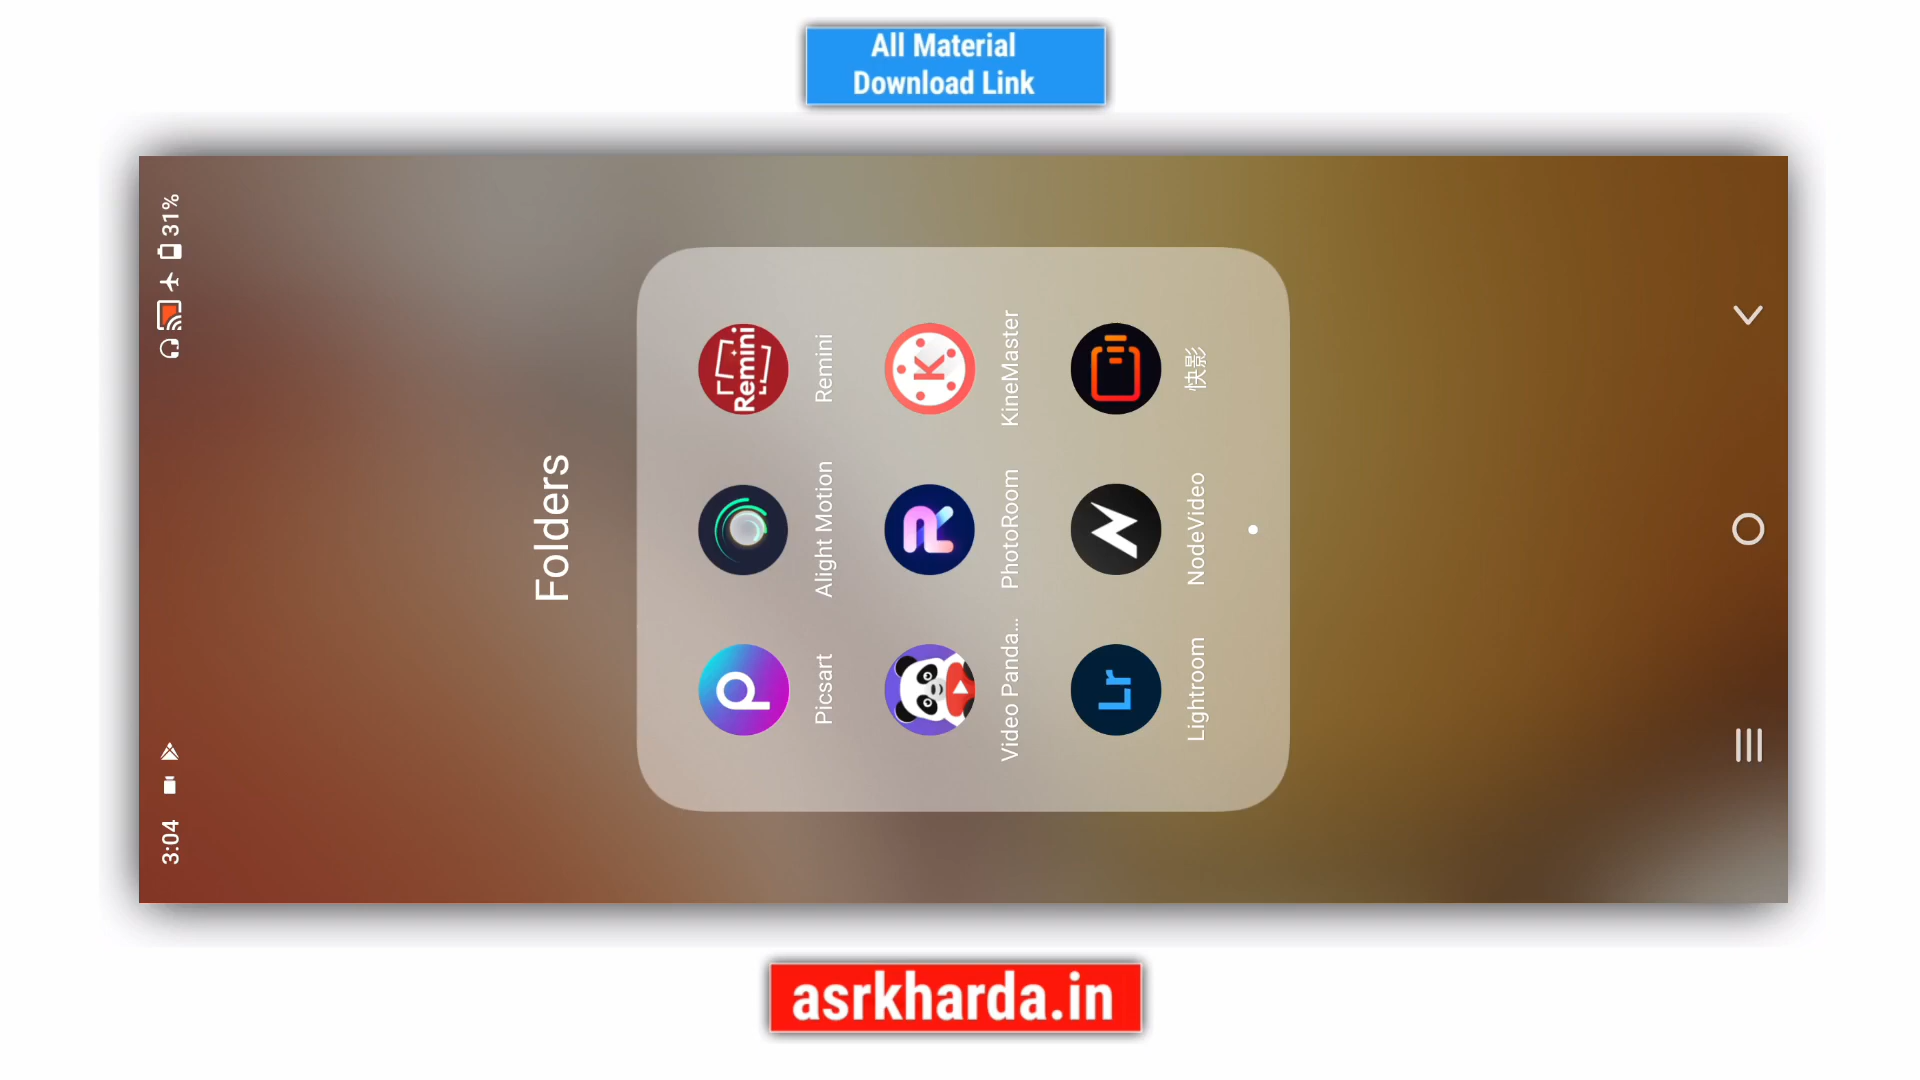 All Material
Download Link
3:04
31%
Folders
Remini
Picsart
Alight Motion
Remini
Video Panda...
PhotoRoom
KineMaster
Lr
Lightroom
NodeVideo
快影
asrkharda.in